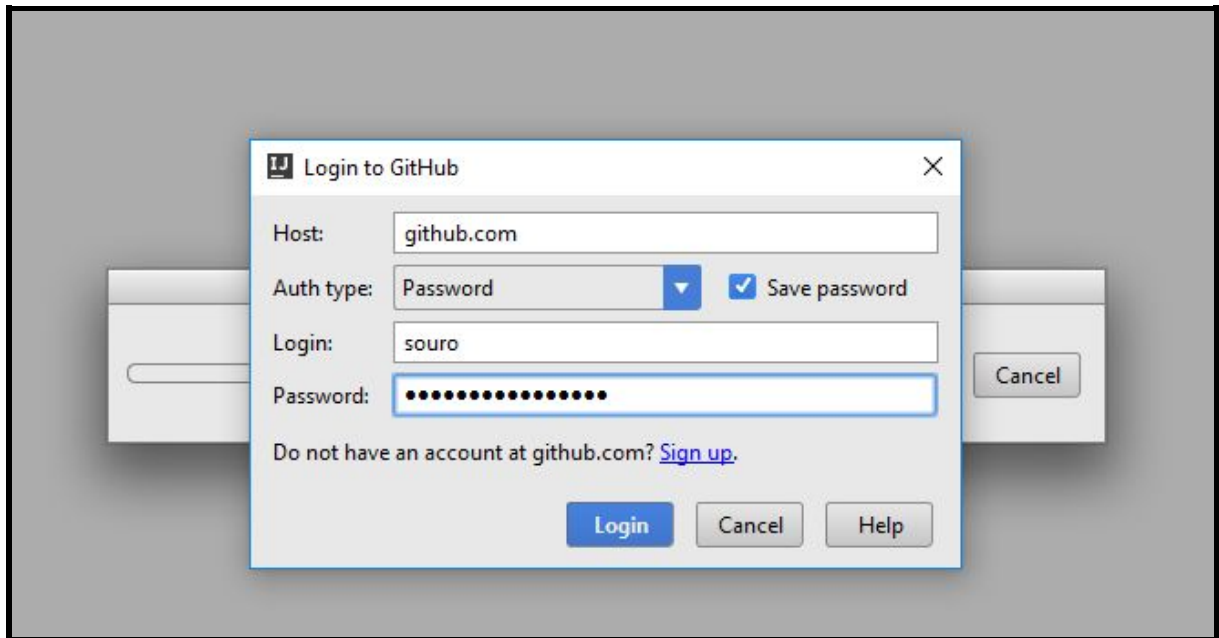 IJ Login to GitHub
Host: github.com
Auth type: Password Save password
Login: souro
Password: ••••••••••••••••
Cancel
Do not have an account at github.com? Sign up.
Login Cancel Help